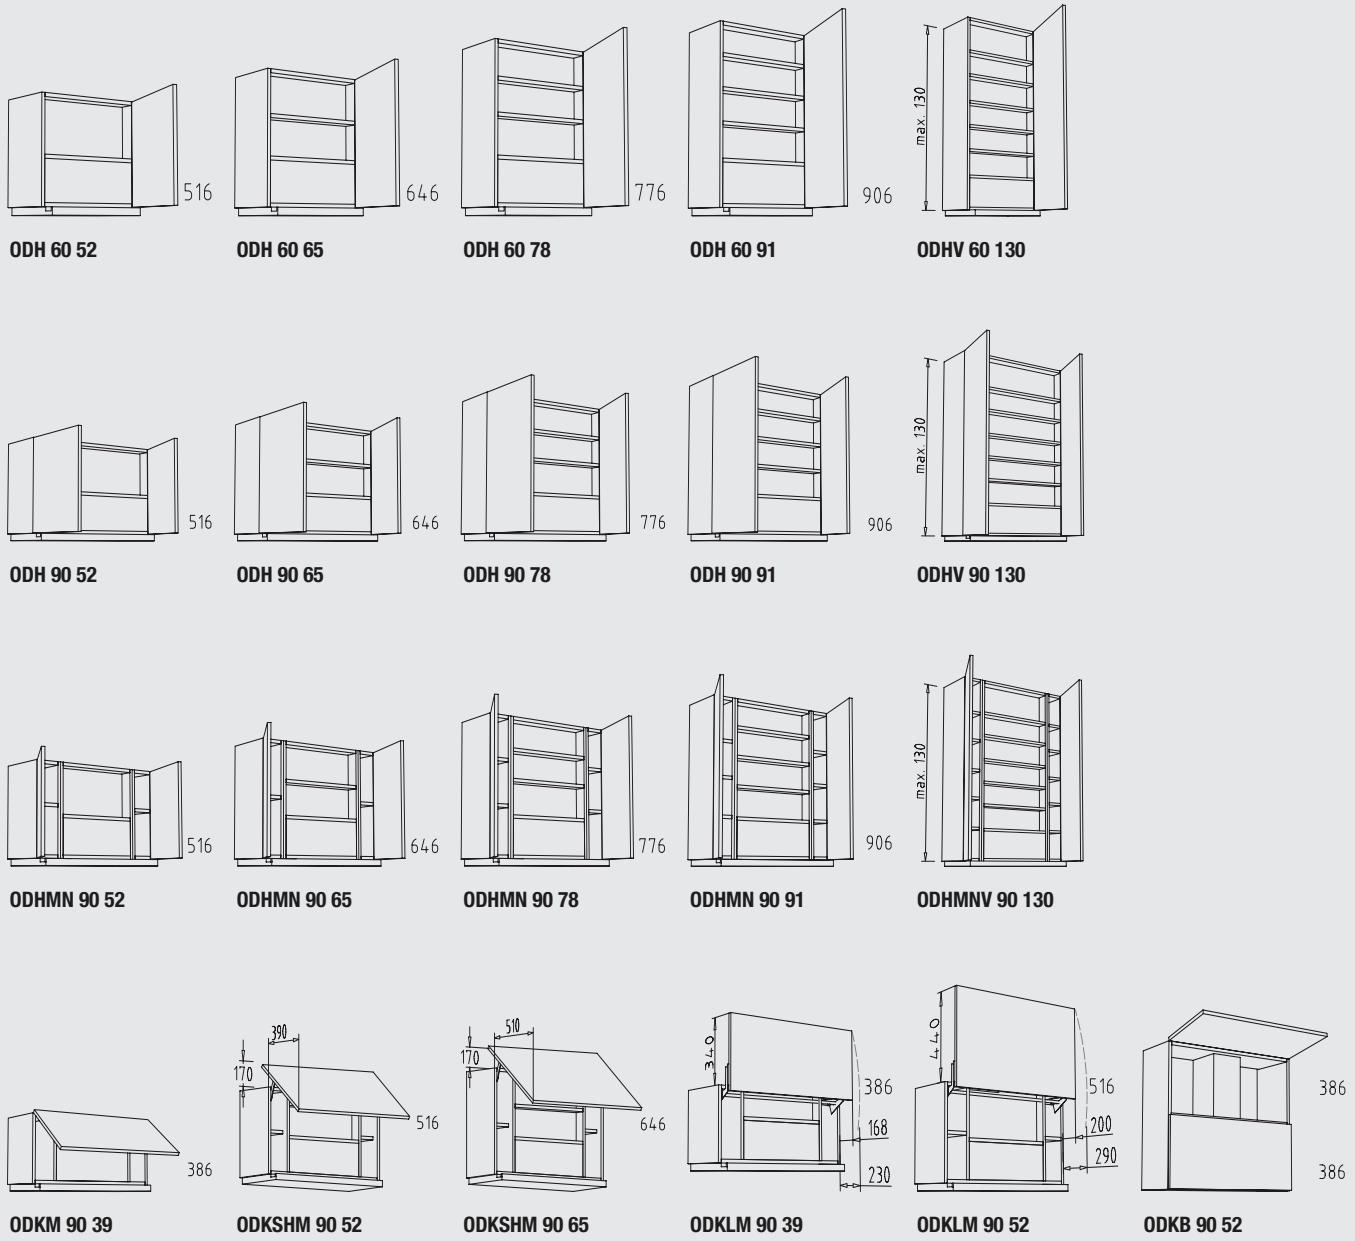 max. 130
516
646
776
906
ODH 60 52
ODH 60 65
ODH 60 78
ODH 60 91
ODHV 60 130
max. 130
516
646
776
906
ODH 90 52
ODH 90 65
ODH 90 78
ODH 90 91
ODHV 90 130
max. 130
516
646
776
906
ODHMN 90 52
ODHMN 90 65
ODHMN 90 78
ODHMN 90 91
ODHMNV 90 130
386
ODKM 90 39
390
170
516
ODKSHM 90 52
510
170
646
ODKSHM 90 65
340
386
168
230
ODKLM 90 39
440
516
200
290
ODKLM 90 52
386
386
ODKB 90 52